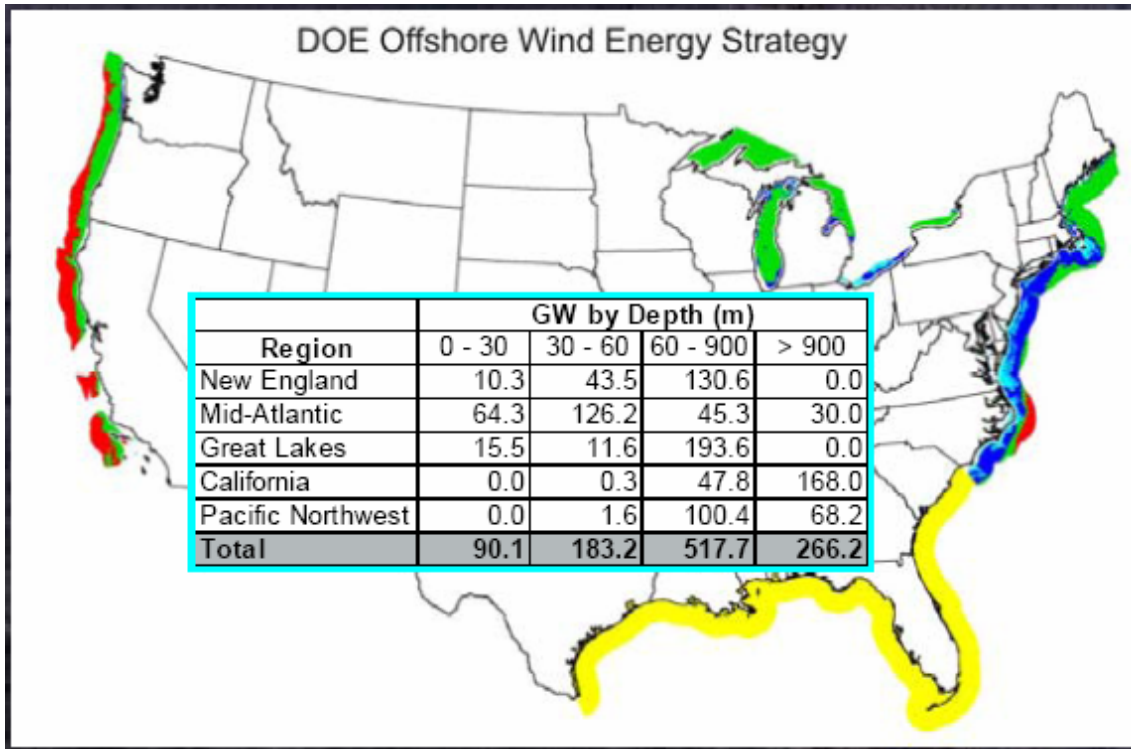 DOE Offshore Wind Energy Strategy
GW by Depth (m)
Region 0 - 30 30 - 60 60 - 900 > 900
New England 10.3 43.5 130.6 0.0
Mid-Atlantic 64.3 126.2 45.3 30.0
Great Lakes 15.5 11.6 193.6 0.0
California 0.0 0.3 47.8 168.0
Pacific Northwest 0.0 1.6 100.4 68.2
Total 90.1 183.2 517.7 266.2